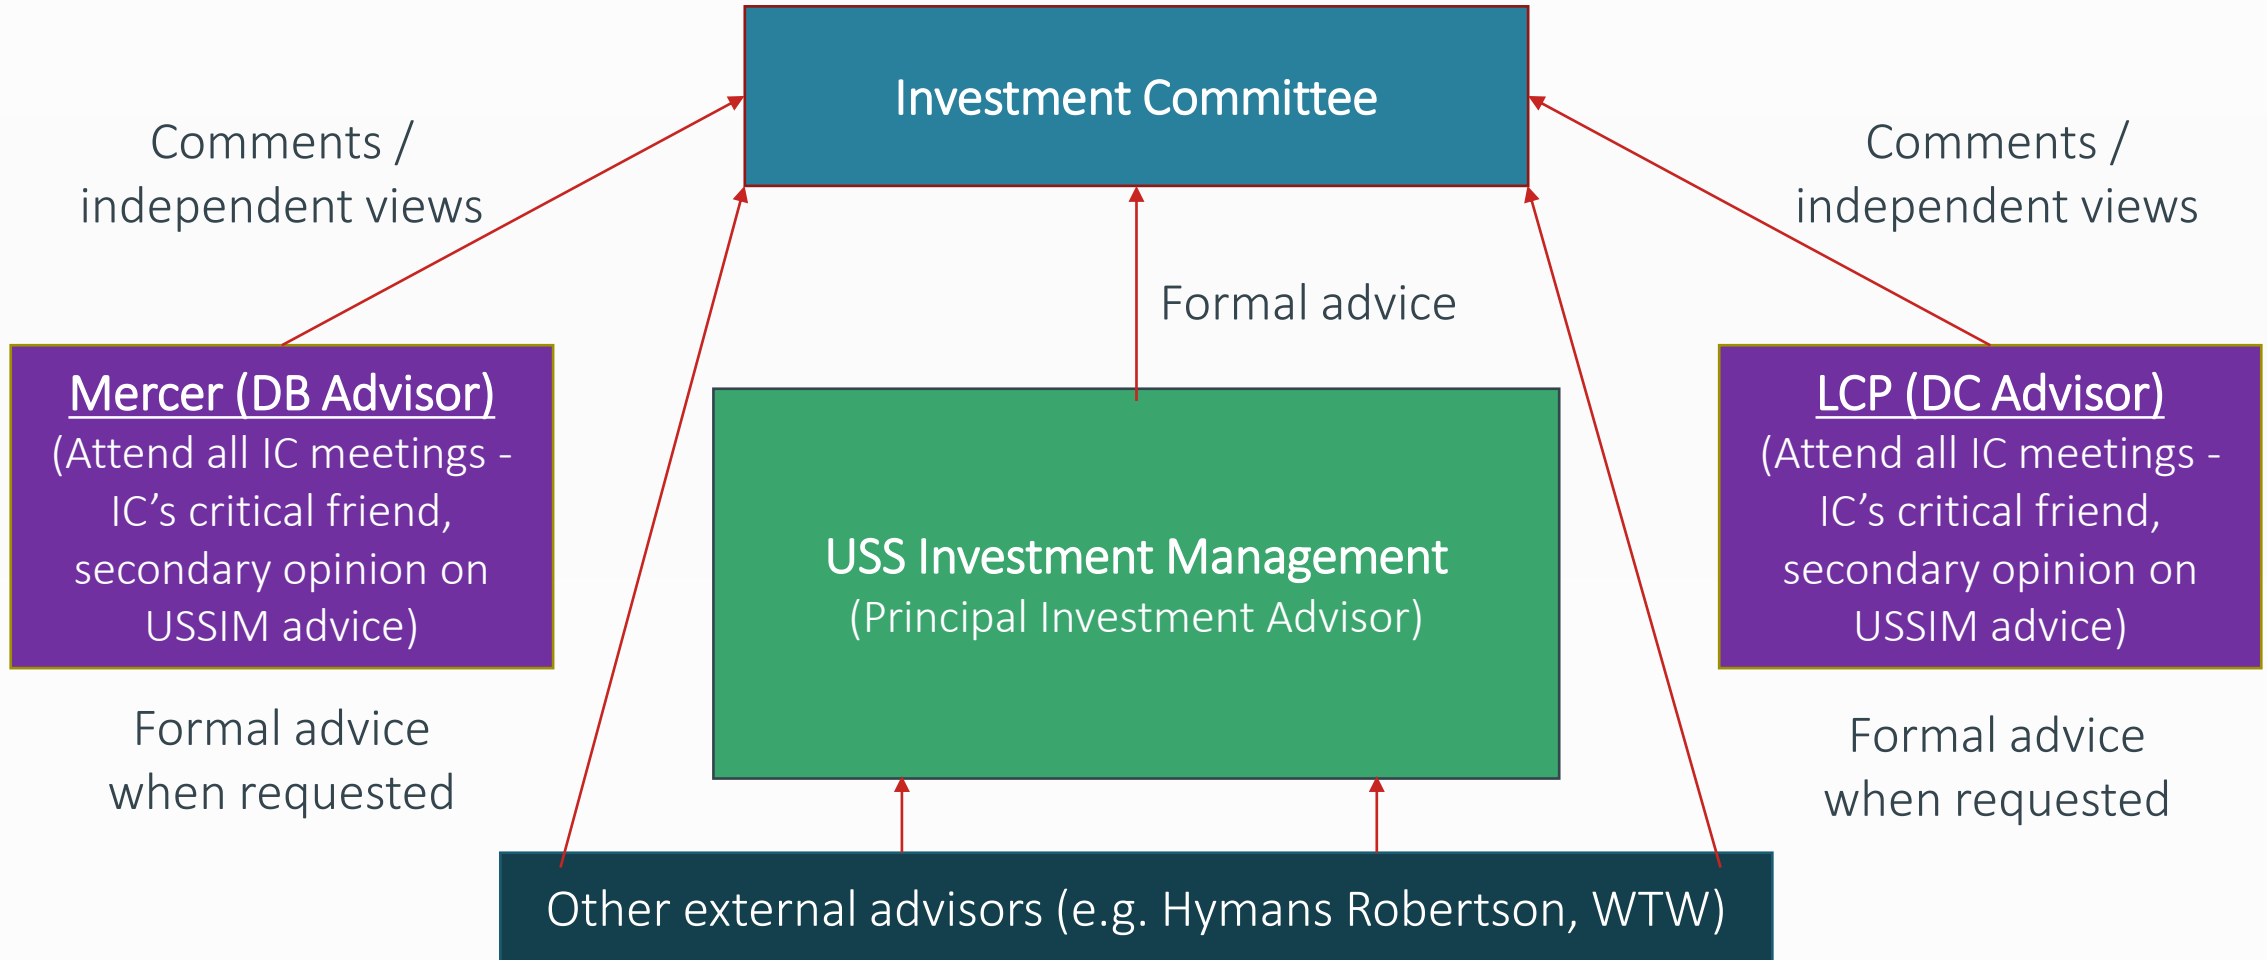 Investment Committee
Comments /
independent views
Comments /
independent views
Formal advice
Mercer (DB Advisor)
(Attend all IC meetings -
IC’s critical friend,
secondary opinion on
USSIM advice)
USS Investment Management
(Principal Investment Advisor)
LCP (DC Advisor)
(Attend all IC meetings -
IC’s critical friend,
secondary opinion on
USSIM advice)
Formal advice
when requested
Formal advice
when requested
Other external advisors (e.g. Hymans Robertson, WTW)